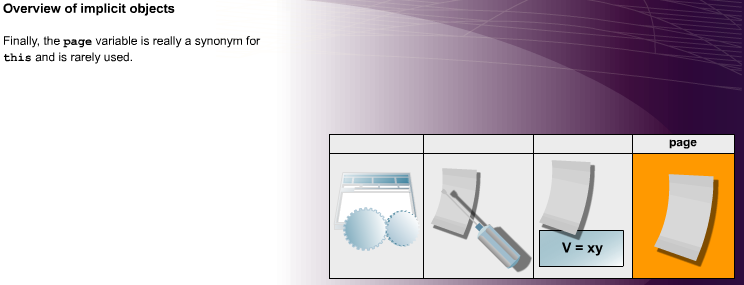 Overview of implicit objects
Finally, the page variable is really a synonym for
this and is rarely used.
page
V = xy